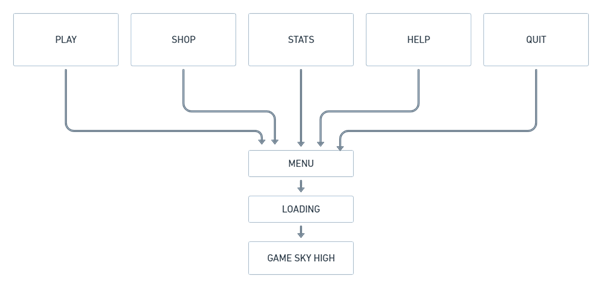 PLAY
SHOP
STATS
HELP
QUIT
MENU
LOADING
GAME SKY HIGH